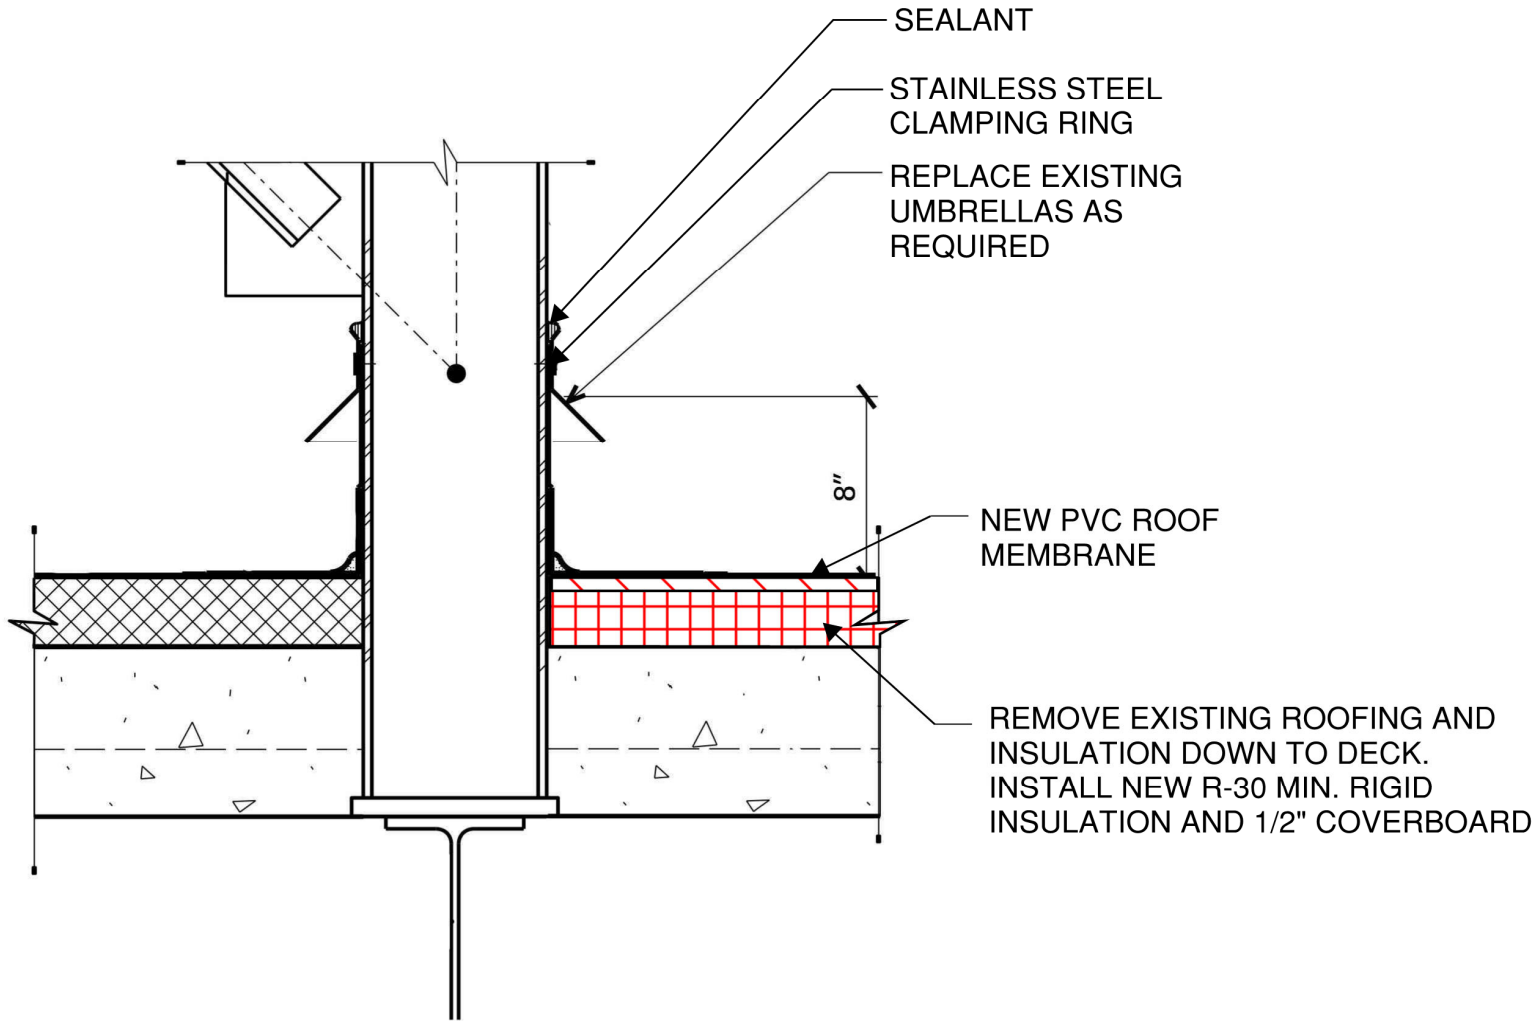 SEALANT
STAINLESS STEEL
CLAMPING RING
REPLACE EXISTING
UMBRELLAS AS
REQUIRED
8"
NEW PVC ROOF
MEMBRANE
REMOVE EXISTING ROOFING AND
INSULATION DOWN TO DECK.
INSTALL NEW R-30 MIN. RIGID
INSULATION AND 1/2" COVERBOARD